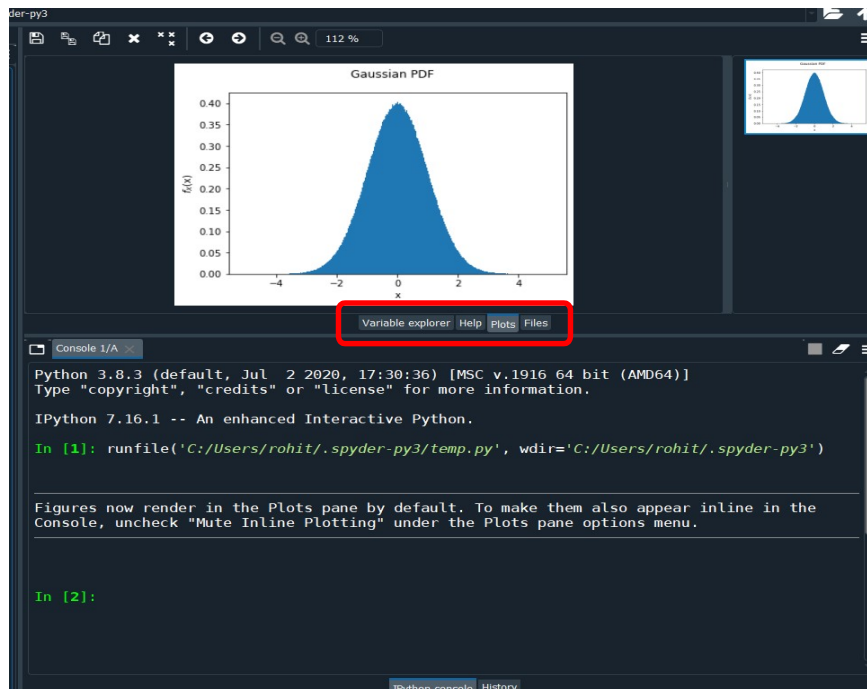 der-py3
112 %
Gaussian PDF
0.40
0.35
0.30
0.25
0.20
0.15
0.10
0.05
0.00
fₓ(x)
−4
−2
0
2
4
x
Gaussian PDF
Variable explorer Help Plots Files
Console 1/A
Python 3.8.3 (default, Jul  2 2020, 17:30:36) [MSC v.1916 64 bit (AMD64)]
Type "copyright", "credits" or "license" for more information.
IPython 7.16.1 -- An enhanced Interactive Python.
In [1]: runfile('C:/Users/rohit/.spyder-py3/temp.py', wdir='C:/Users/rohit/.spyder-py3')
Figures now render in the Plots pane by default. To make them also appear inline in the
Console, uncheck "Mute Inline Plotting" under the Plots pane options menu.
In [2]:
IPython console History